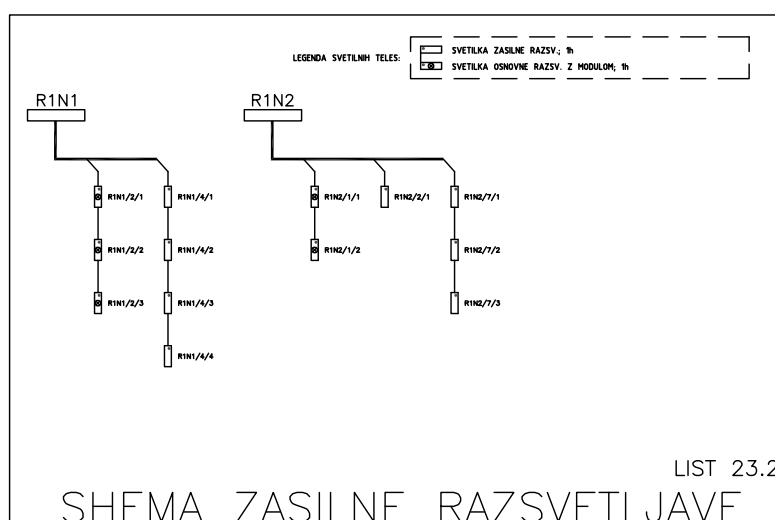 LEGENDA SVETILNIH TELES:
SVETILKA ZASILNE RAZSV.; 1h
SVETILKA OSNOVNE RAZSV. Z MODULOM; 1h
R1N1
R1N2
R1N1/2/1
R1N1/4/1
R1N2/1/1
R1N2/2/1
R1N2/7/1
R1N1/2/2
R1N1/4/2
R1N2/1/2
R1N2/7/2
R1N1/2/3
R1N1/4/3
R1N2/7/3
R1N1/4/4
LIST 23.2
SHEMA ZASILNE RAZSVETLJAVE